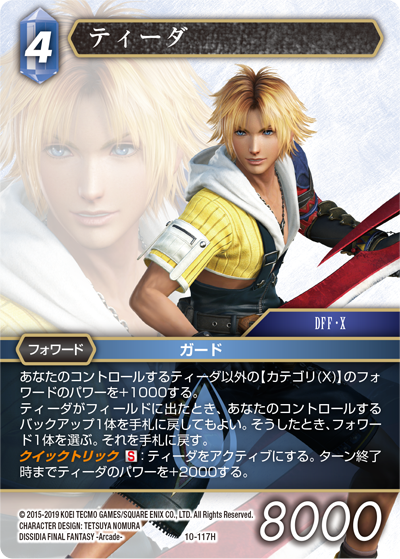 4
ティーダ
DFF・X
フォワード
ガード
あなたのコントロールするティーダ以外の【カテゴリ(X)】のフォ
ワードのパワーを+1000する。
ティーダがフィールドに出たとき、あなたのコントロールする
バックアップ1体を手札に戻してもよい。そうしたとき、フォワー
ド1体を選ぶ。それを手札に戻す。
クイックトリック S:ティーダをアクティブにする。ターン終了
時までティーダのパワーを+2000する。
© 2015-2019 KOEI TECMO GAMES/SQUARE ENIX CO., LTD. All Rights Reserved.
CHARACTER DESIGN: TETSUYA NOMURA
DISSIDIA FINAL FANTASY -Arcade-
10-117H
8000